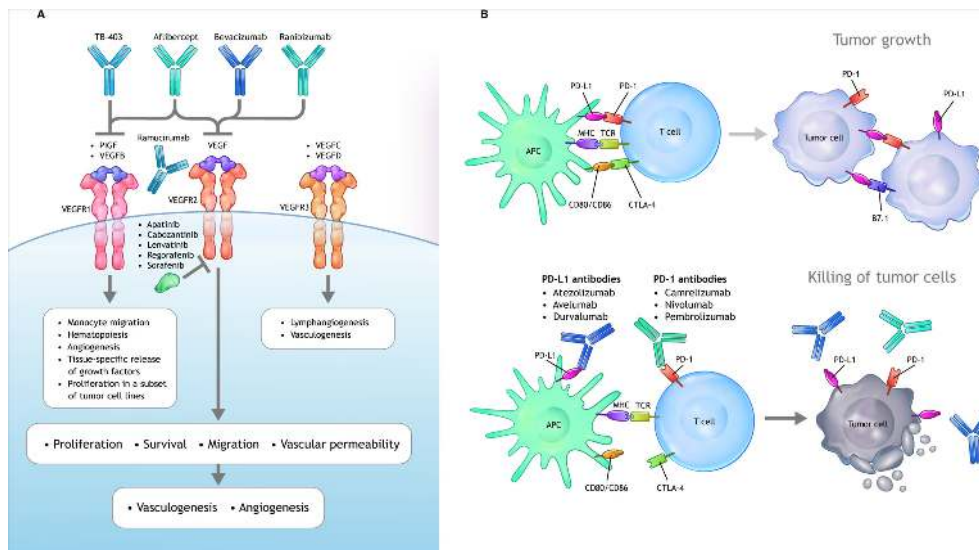 A
TB-403
Aflibercept
Bevacizumab
Ranibizumab
• PlGF
• VEGFB
Ramucirumab
VEGF
• VEGFC
• VEGFD
VEGFR1
VEGFR2
VEGFR3
• Apatinib
• Cabozantinib
• Lenvatinib
• Regorafenib
• Sorafenib
• Monocyte migration
• Hematopoiesis
• Angiogenesis
• Tissue-specific release
of growth factors
• Proliferation in a subset
of tumor cell lines
• Lymphangiogenesis
• Vasculogenesis
• Proliferation • Survival • Migration • Vascular permeability
• Vasculogenesis • Angiogenesis
B
Tumor growth
PD-L1
PD-1
MHC TCR
APC
T cell
CD80/CD86
CTLA-4
PD-1
PD-L1
Tumor cell
Tumor cell
B7.1
Killing of tumor cells
PD-L1 antibodies
• Atezolizumab
• Avelumab
• Durvalumab
PD-1 antibodies
• Camrelizumab
• Nivolumab
• Pembrolizumab
PD-L1
PD-1
MHC TCR
APC
T cell
CD80/CD86
CTLA-4
PD-L1
PD-1
Tumor cell